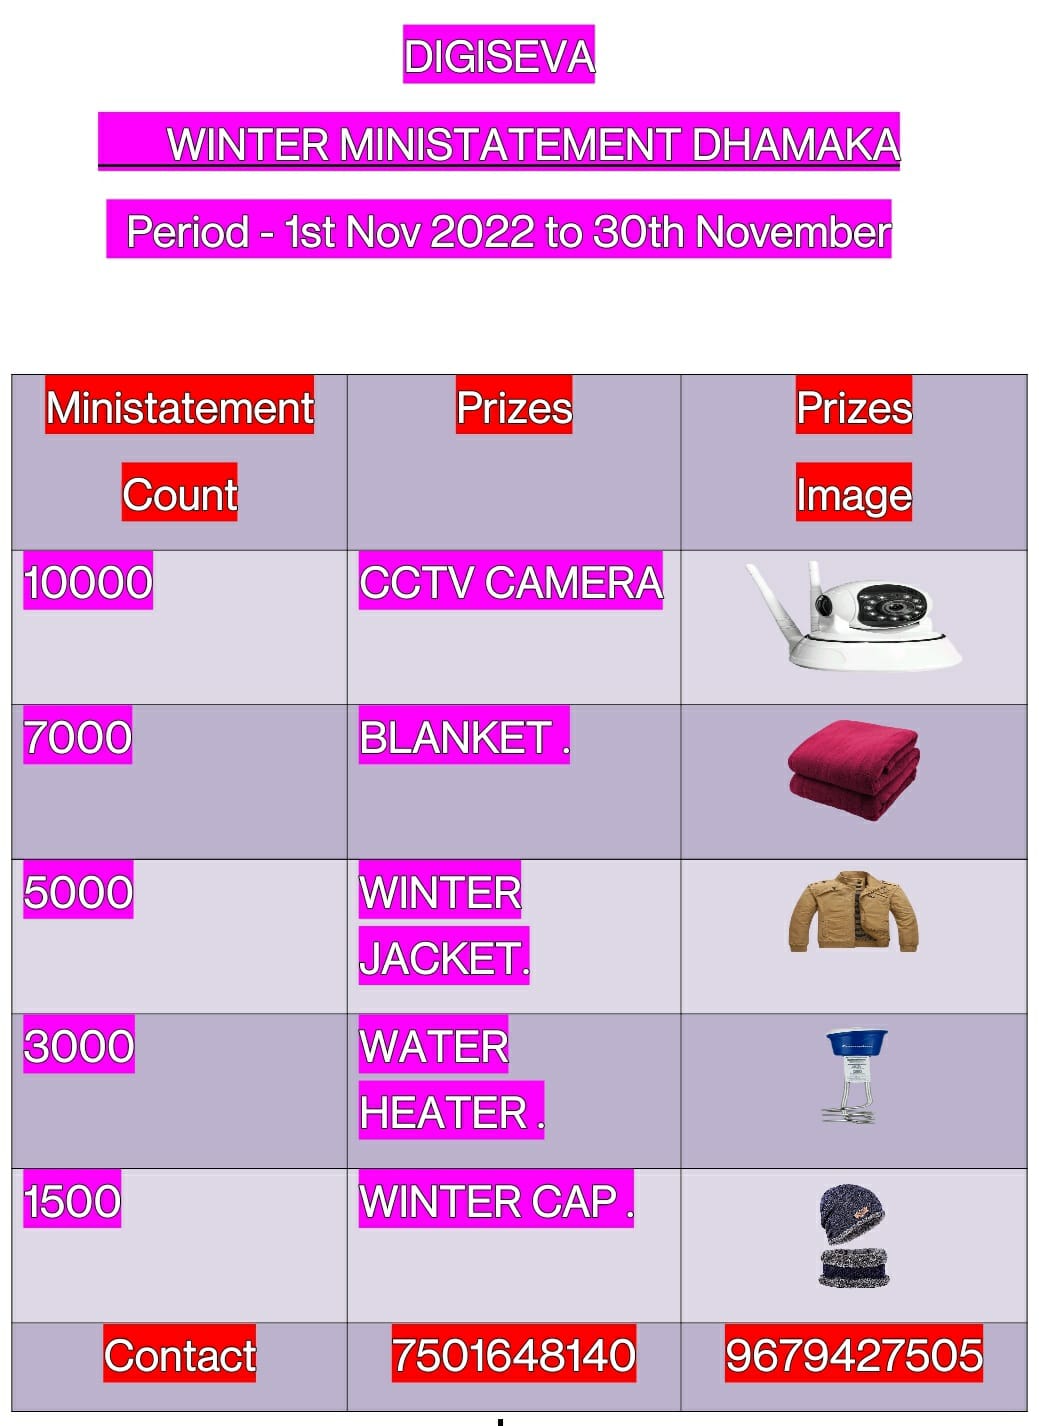 DIGISEVA
WINTER MINISTATEMENT DHAMAKA
Period - 1st Nov 2022 to 30th November
Ministatement Count
Prizes
Prizes Image
10000
CCTV CAMERA
7000
BLANKET .
5000
WINTER
JACKET.
3000
WATER
HEATER .
1500
WINTER CAP .
Contact
7501648140
9679427505